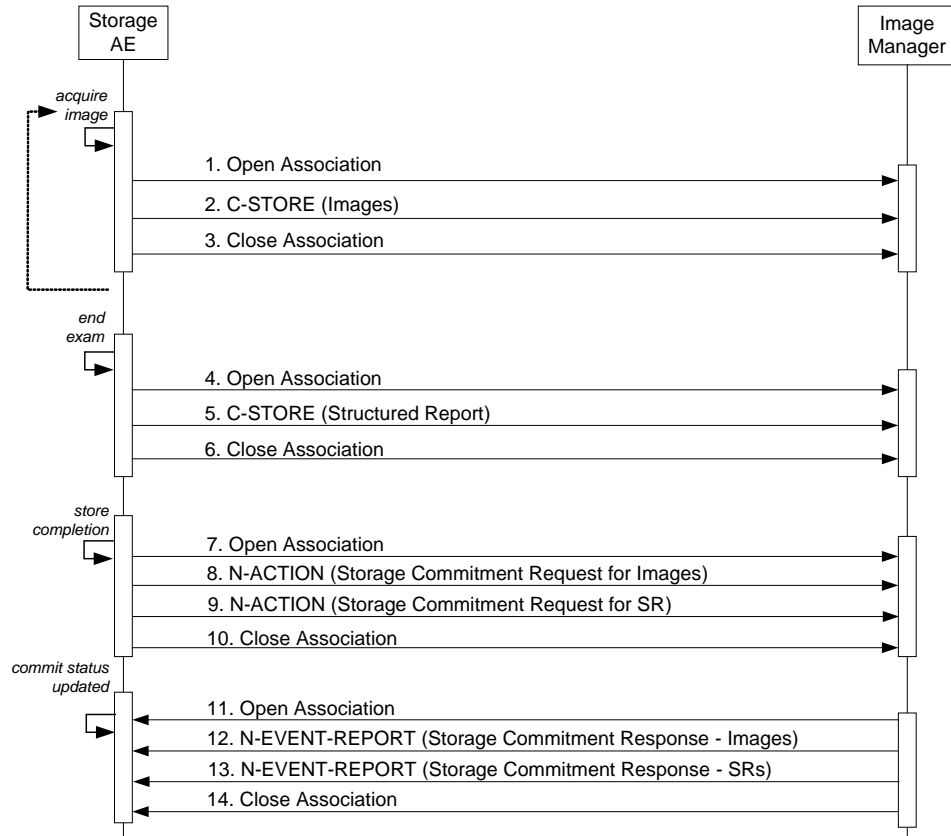 Storage
AE
Image
Manager
acquire
image
1. Open Association
2. C-STORE (Images)
3. Close Association
end
exam
4. Open Association
5. C-STORE (Structured Report)
6. Close Association
store
completion
7. Open Association
8. N-ACTION (Storage Commitment Request for Images)
9. N-ACTION (Storage Commitment Request for SR)
10. Close Association
commit status
updated
11. Open Association
12. N-EVENT-REPORT (Storage Commitment Response - Images)
13. N-EVENT-REPORT (Storage Commitment Response - SRs)
14. Close Association